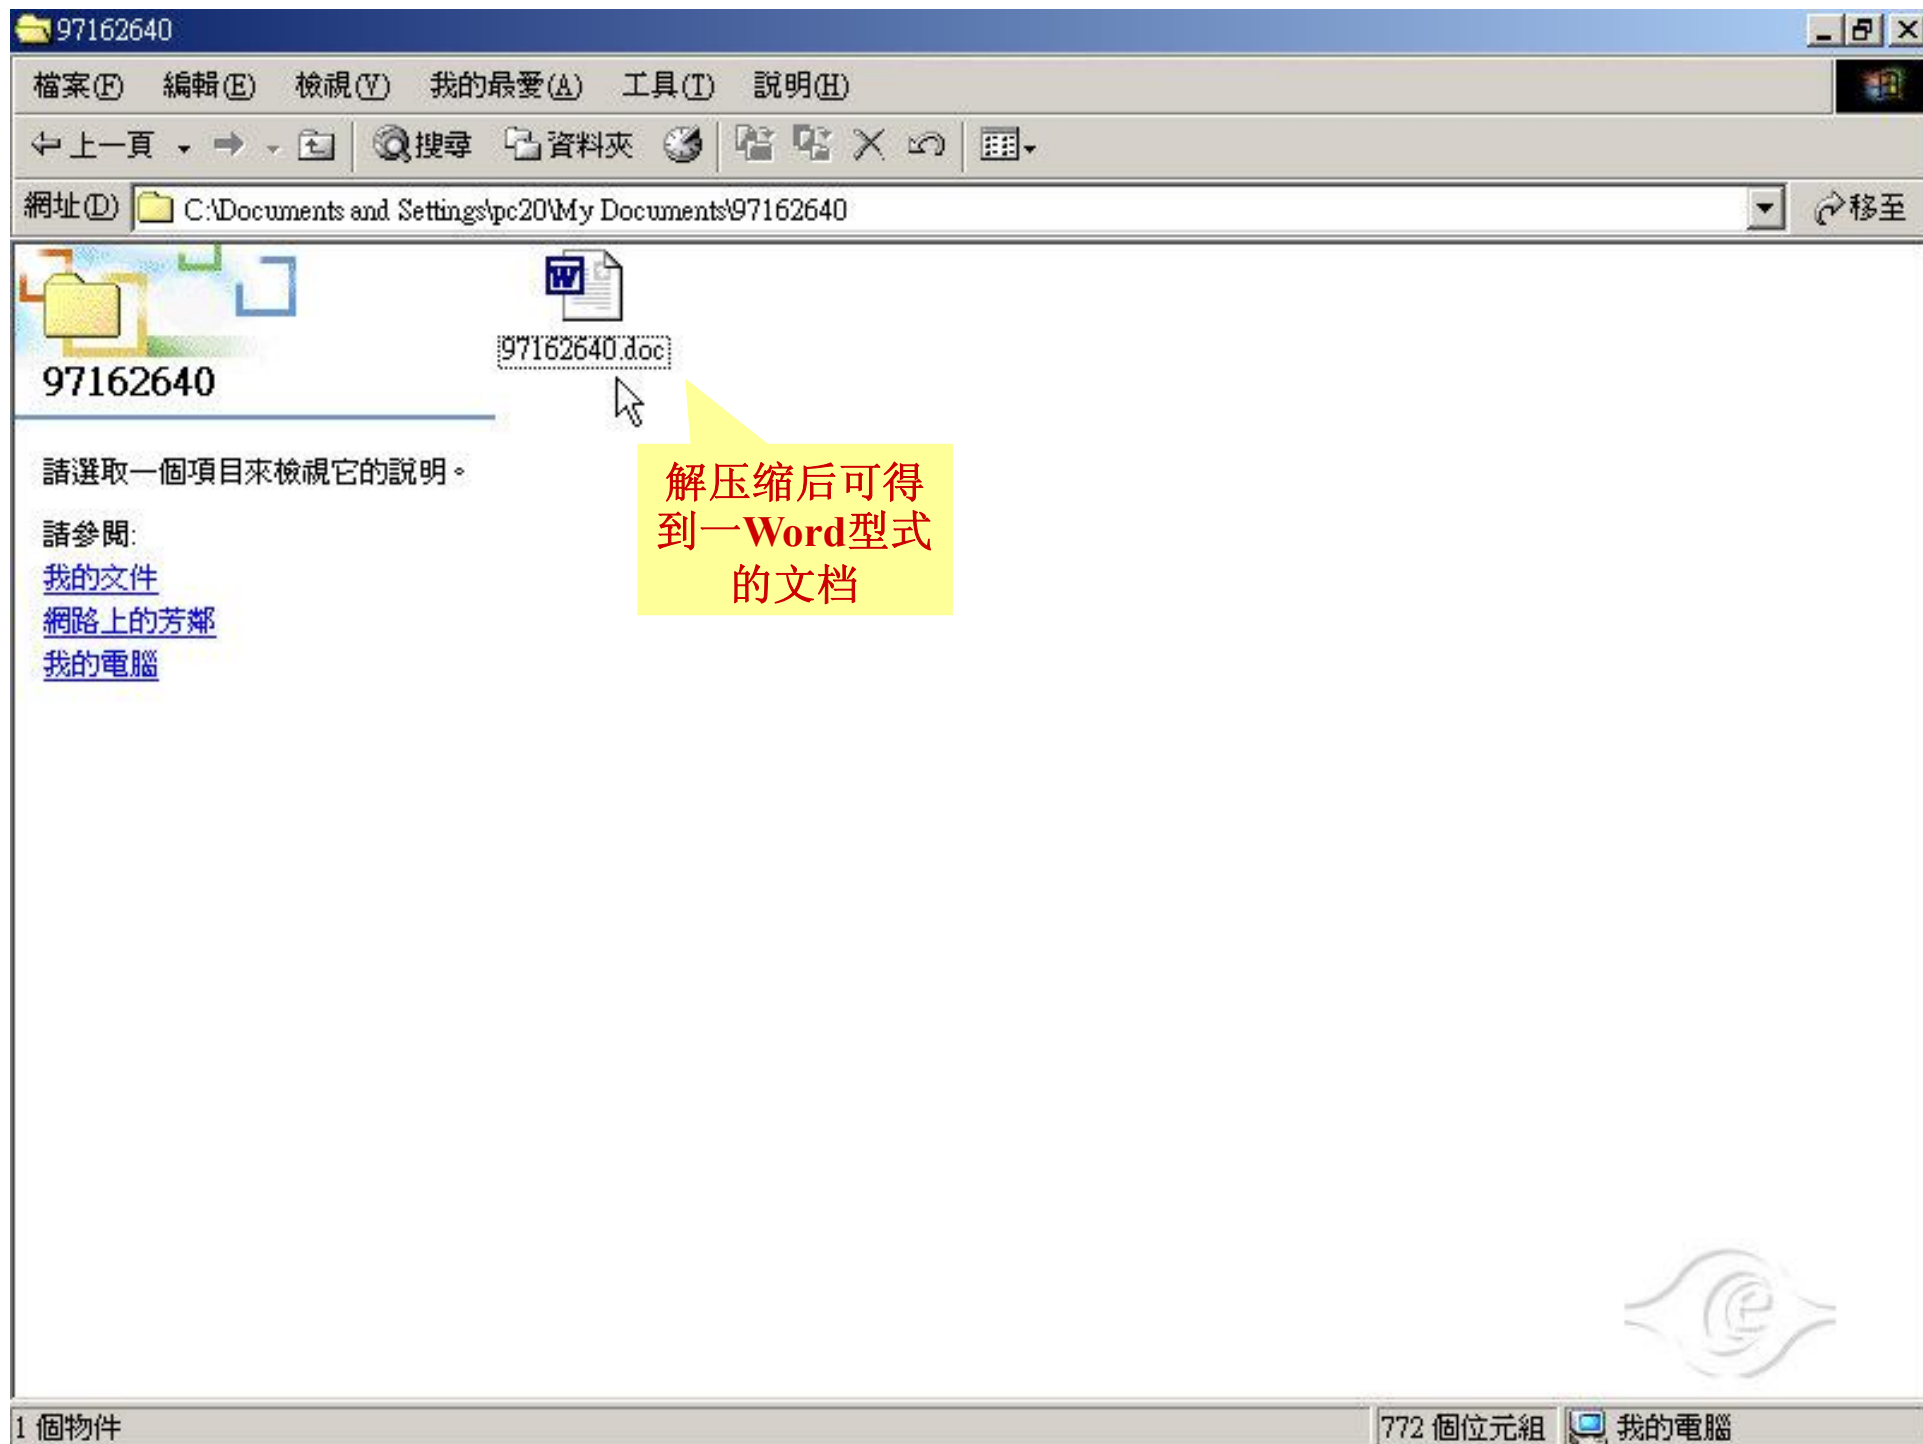 97162640
檔案(F) 編輯(E) 檢視(V) 我的最愛(A) 工具(T) 說明(H)
上一頁 搜尋 資料夾
網址(D) C:\Documents and Settings\pc20\My Documents\97162640 移至
97162640.doc
97162640
請選取一個項目來檢視它的說明。
請參閱:
我的文件
網路上的芳鄰
我的電腦
解压缩后可得
到一Word型式
的文档
1 個物件 772 個位元組 我的電腦